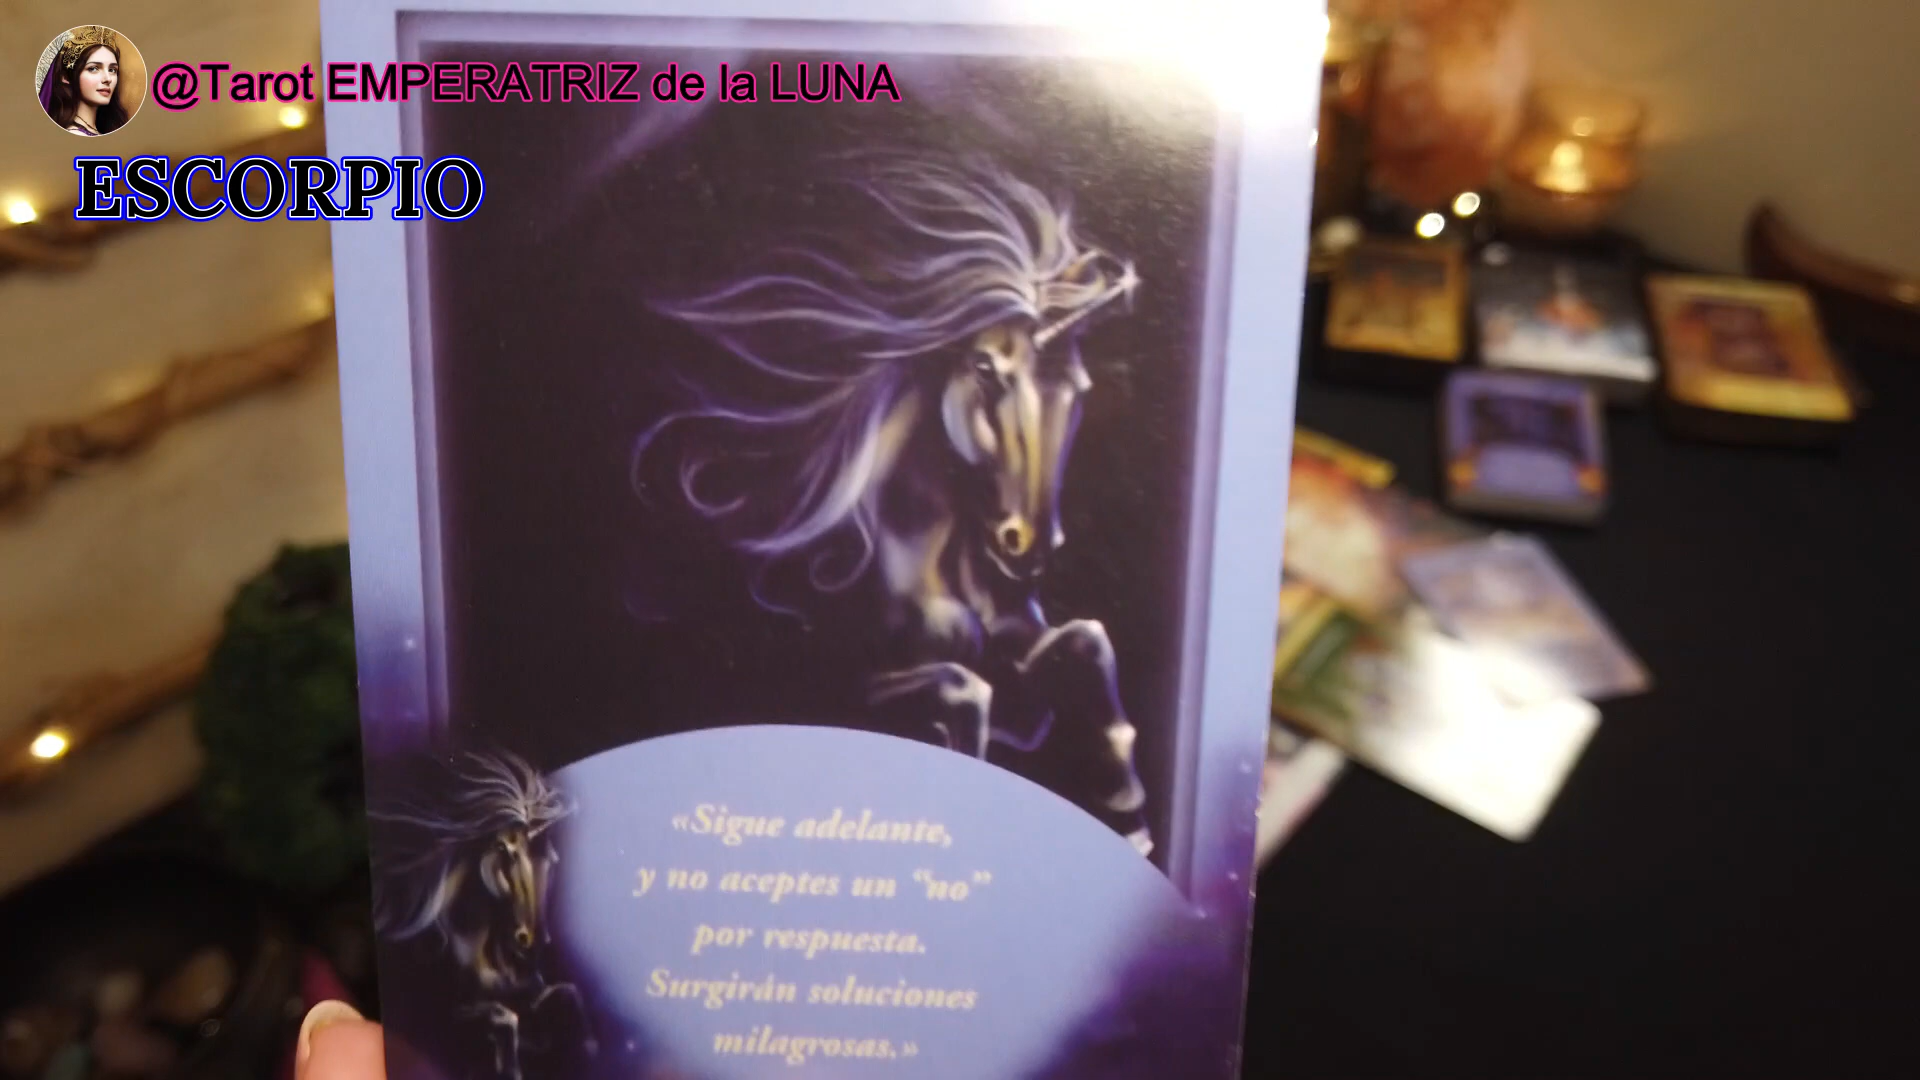 @Tarot EMPERATRIZ de la LUNA
ESCORPIO
«Sigue adelante,
y no aceptes un “no”
por respuesta.
Surgirán soluciones
milagrosas.»